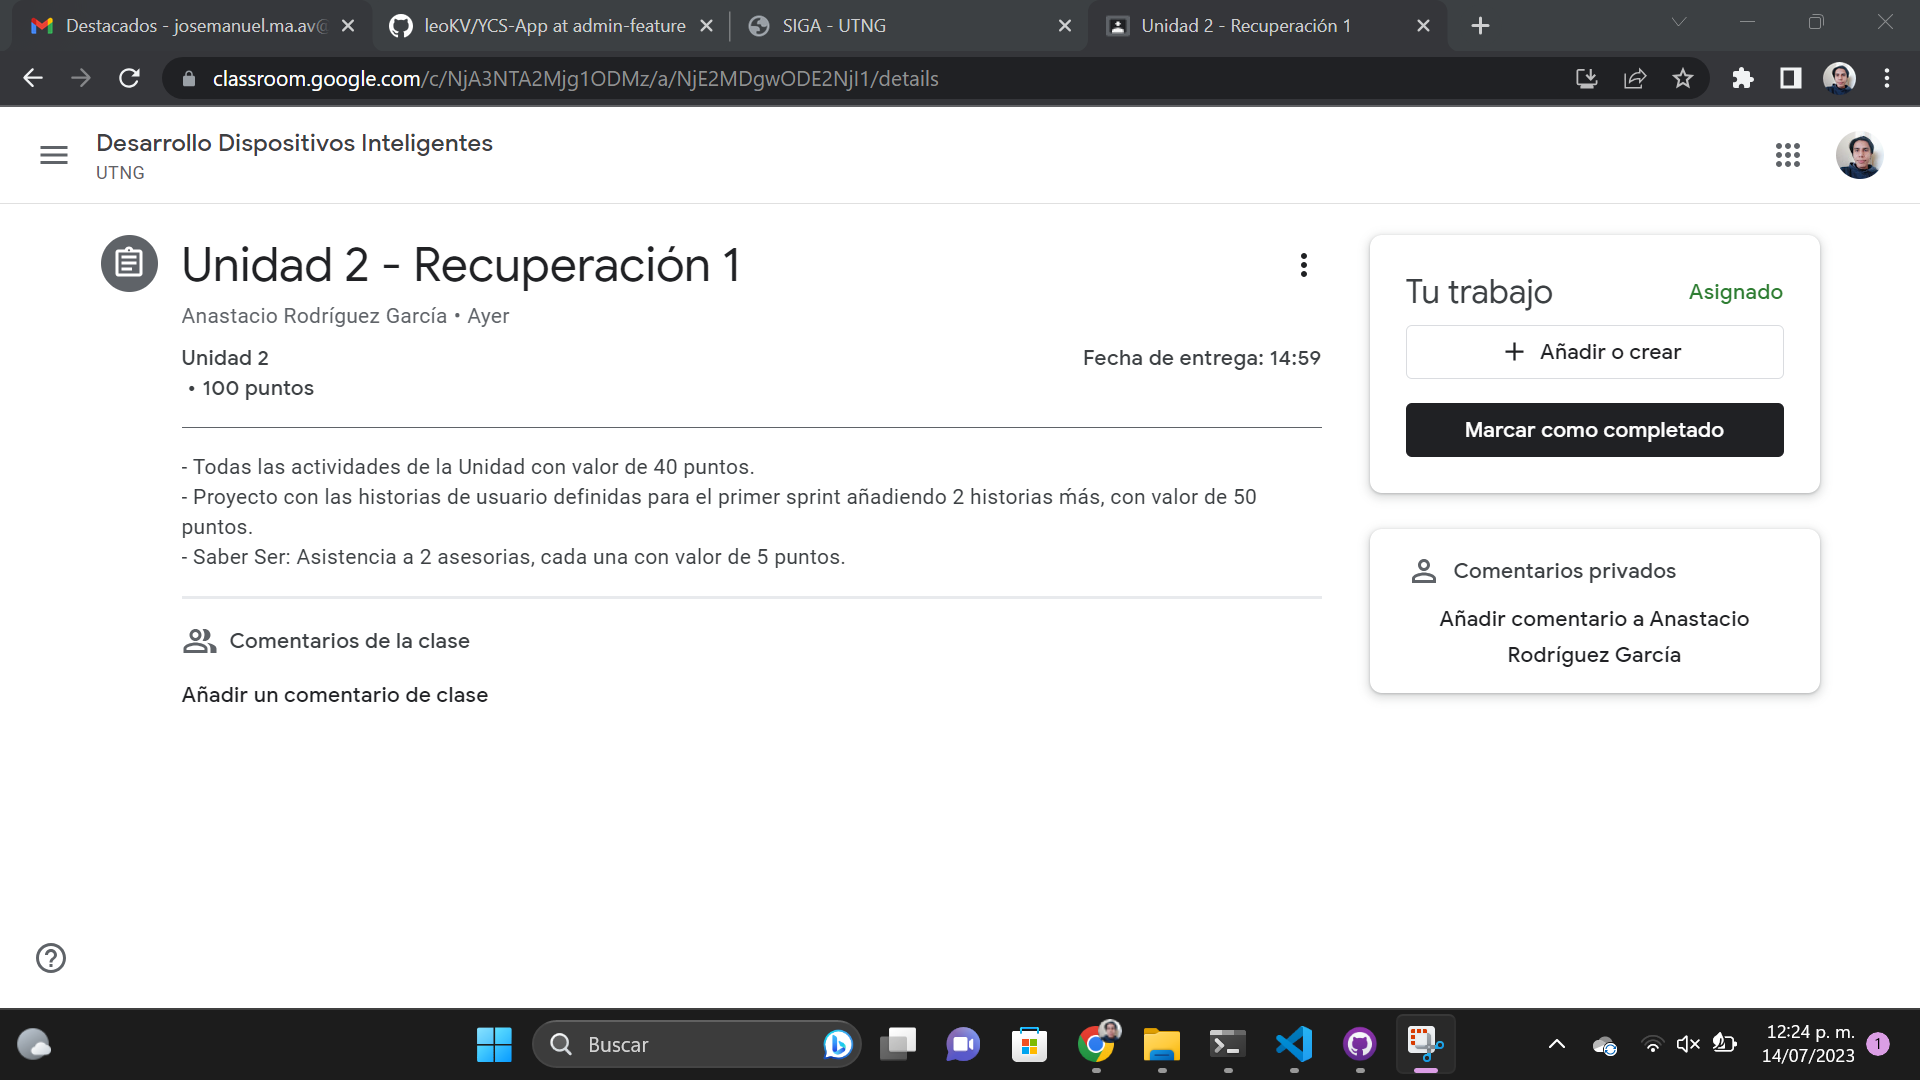 Destacados - josemanuel.ma.av@
leoKV/YCS-App at admin-feature
SIGA - UTNG
Unidad 2 - Recuperación 1
classroom.google.com/c/NjA3NTA2Mjg1ODMz/a/NjE2MDgwODE2NjI1/details
Desarrollo Dispositivos Inteligentes
UTNG
Unidad 2 - Recuperación 1
Anastacio Rodríguez García • Ayer
Unidad 2
Fecha de entrega: 14:59
• 100 puntos
- Todas las actividades de la Unidad con valor de 40 puntos.
- Proyecto con las historias de usuario definidas para el primer sprint añadiendo 2 historias ḿás, con valor de 50
puntos.
- Saber Ser: Asistencia a 2 asesorias, cada una con valor de 5 puntos.
Comentarios de la clase
Añadir un comentario de clase
Tu trabajo
Asignado
Añadir o crear
Marcar como completado
Comentarios privados
Añadir comentario a Anastacio
Rodríguez García
Buscar
12:24 p. m.
14/07/2023
1